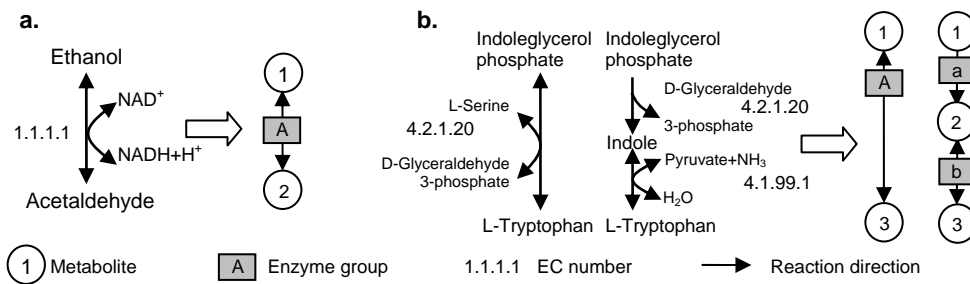 a.
Ethanol
NAD+
1.1.1.1
NADH+H+
Acetaldehyde
1
A
2
b.
Indoleglycerol
phosphate
L-Serine
4.2.1.20
D-Glyceraldehyde
3-phosphate
L-Tryptophan
Indoleglycerol
phosphate
D-Glyceraldehyde
4.2.1.20
3-phosphate
Indole
Pyruvate+NH3
4.1.99.1
H2O
L-Tryptophan
1
A
3
1
a
2
b
3
1 Metabolite
A Enzyme group
1.1.1.1 EC number
Reaction direction